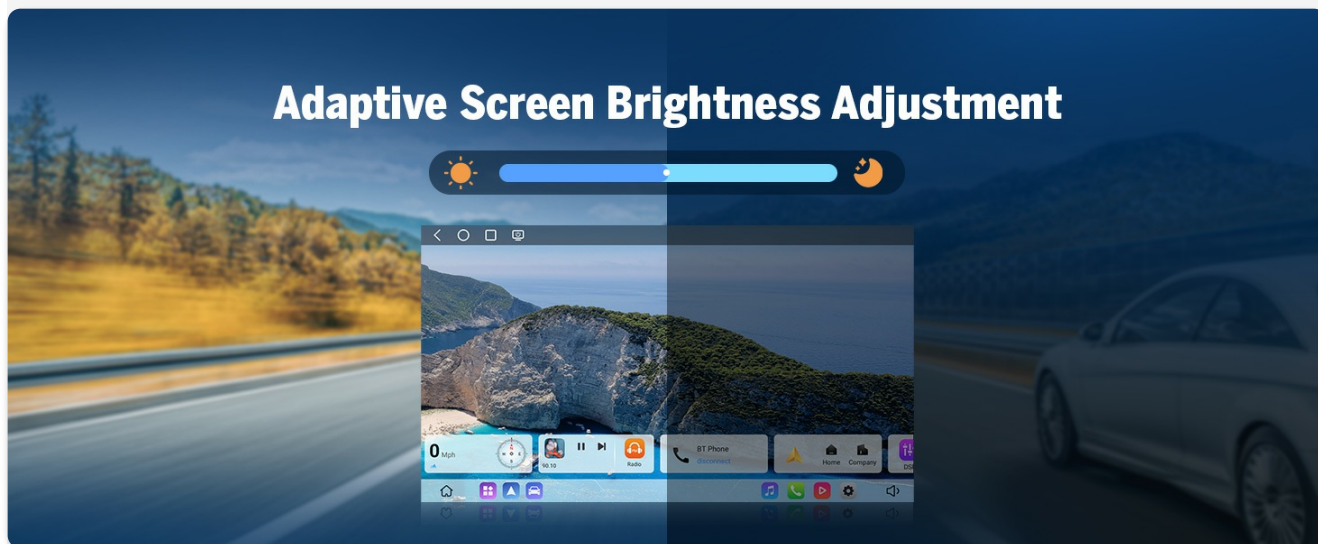 Adaptive Screen Brightness Adjustment
0 Mph
90.10
Radio
BT Phone
disconnect
Home
Company
DSP